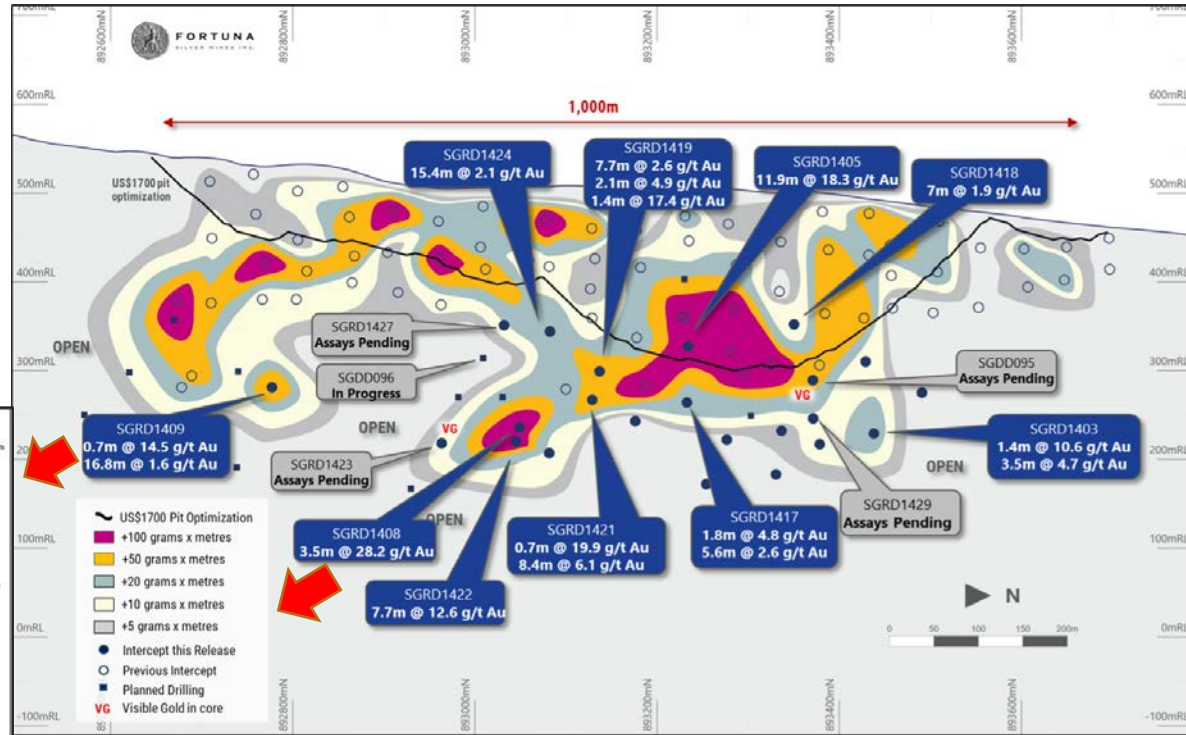 892600mN
892800mN
893000mN
893200mN
893400mN
893600mN
FORTUNA
SILVER MINES INC.
600mRL
600mRL
1,000m
500mRL
500mRL
US$1700 pit
optimization
SGRD1424
15.4m @ 2.1 g/t Au
SGRD1419
7.7m @ 2.6 g/t Au
2.1m @ 4.9 g/t Au
1.4m @ 17.4 g/t Au
SGRD1405
11.9m @ 18.3 g/t Au
SGRD1418
7m @ 1.9 g/t Au
400mRL
400mRL
SGRD1427
Assays Pending
OPEN
300mRL
300mRL
SGDD096
In Progress
SGDD095
Assays Pending
VG
SGRD1409
0.7m @ 14.5 g/t Au
16.8m @ 1.6 g/t Au
OPEN
VG
SGRD1403
1.4m @ 10.6 g/t Au
3.5m @ 4.7 g/t Au
200mRL
OPEN
SGRD1423
Assays Pending
OPEN
SGRD1429
Assays Pending
SGRD1408
3.5m @ 28.2 g/t Au
SGRD1421
0.7m @ 19.9 g/t Au
8.4m @ 6.1 g/t Au
SGRD1417
1.8m @ 4.8 g/t Au
5.6m @ 2.6 g/t Au
SGRD1422
7.7m @ 12.6 g/t Au
US$1700 Pit Optimization
+100 grams x metres
+50 grams x metres
+20 grams x metres
+10 grams x metres
+5 grams x metres
Intercept this Release
Previous Intercept
Planned Drilling
VG Visible Gold in core
100mRL
100mRL
N
0 50 100 150 200m
0mRL
0mRL
-100mRL
-100mRL
892800mN
893000mN
893200mN
893400mN
893600mN